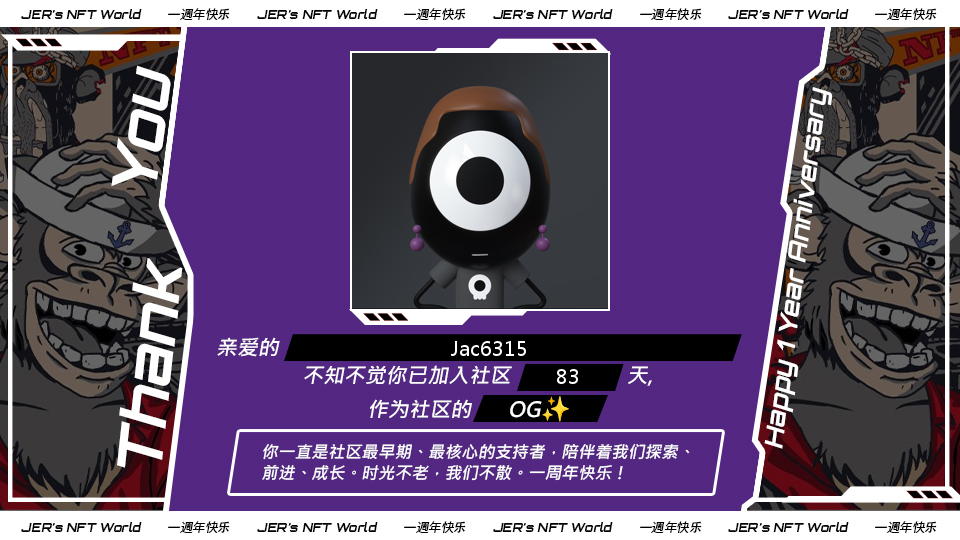 JER's NFT World 一週年快乐 JER's NFT World 一週年快乐 JER's NFT World 一週年快乐 JER's NFT World 一週年快乐
Thank You
亲爱的 Jac6315
不知不觉你已加入社区 83 天,
作为社区的 OG✨
你一直是社区最早期、最核心的支持者，陪伴着我们探索、
前进、成长。时光不老，我们不散。一周年快乐！
Happy 1 Year Anniversary
JER's NFT World 一週年快乐 JER's NFT World 一週年快乐 JER's NFT World 一週年快乐 JER's NFT World 一週年快乐